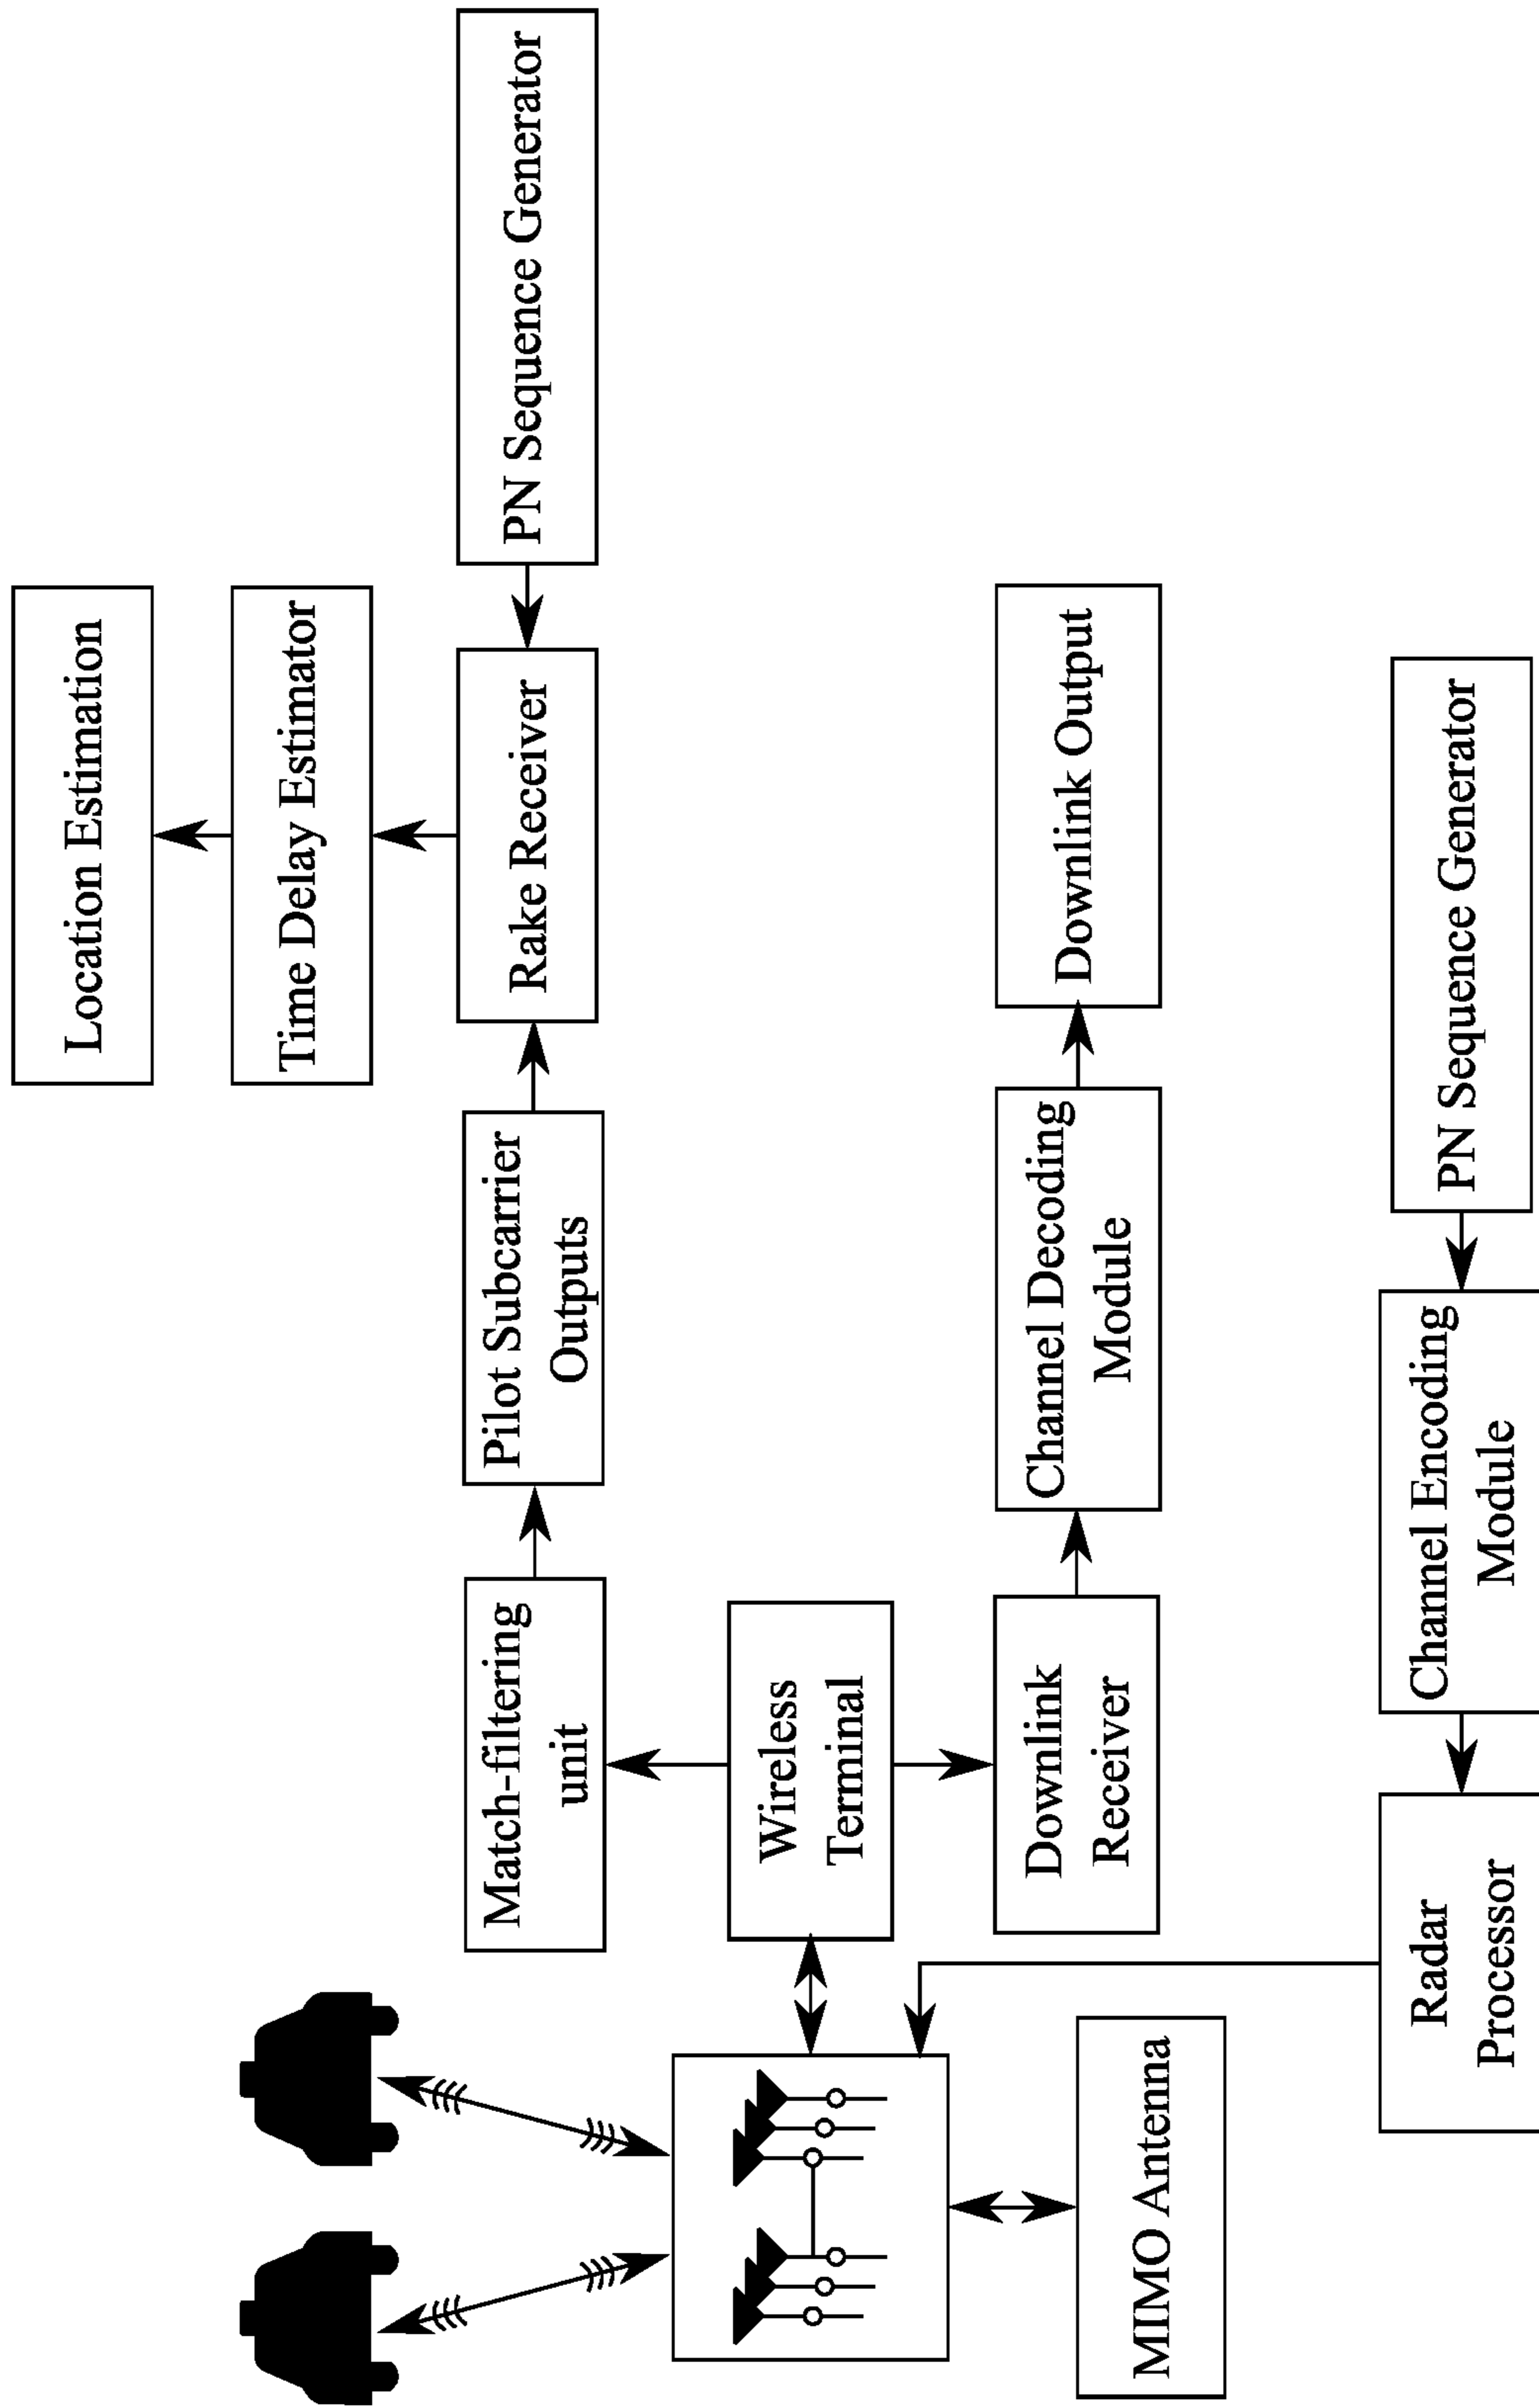 Location Estimation
Time Delay Estimator
Match-filtering
unit
Pilot Subcarrier
Outputs
Rake Receiver
PN Sequence Generator
Wireless
Terminal
Downlink
Receiver
Channel Decoding
Module
Downlink Output
MIMO Antenna
Radar
Processor
Channel Encoding
Module
PN Sequence Generator